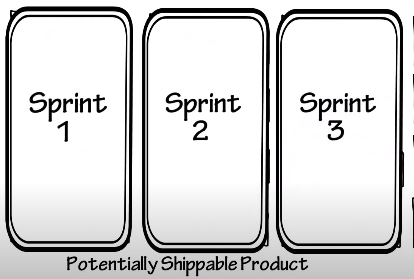 Sprint
1
Sprint
2
Sprint
3
Potentially Shippable Product